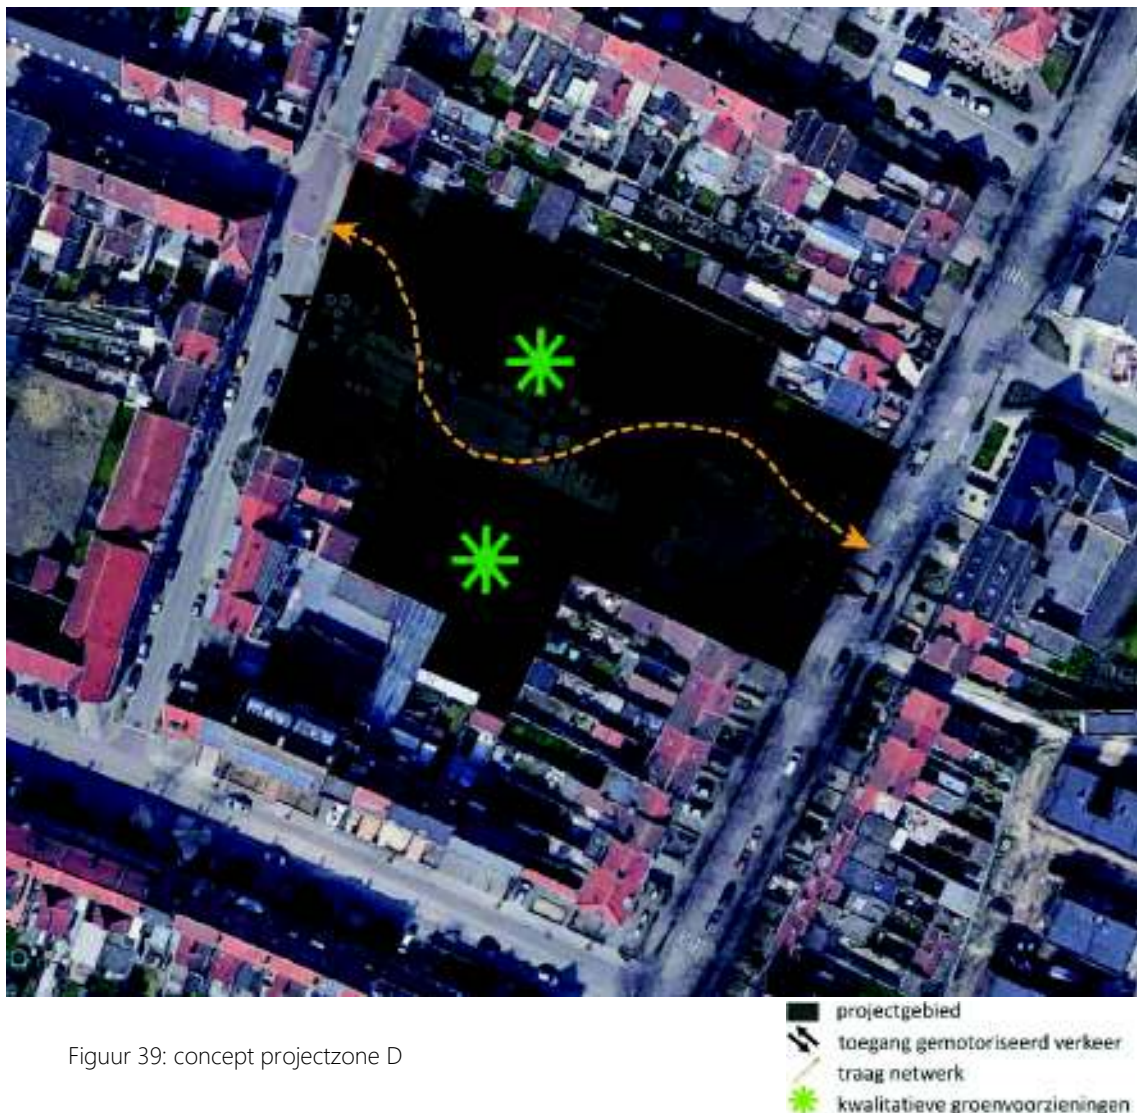 Figuur 39: concept projectzone D
projectgebied
toegang gemotoriseerd verkeer
traag netwerk
kwalitatieve groenvoorzieningen